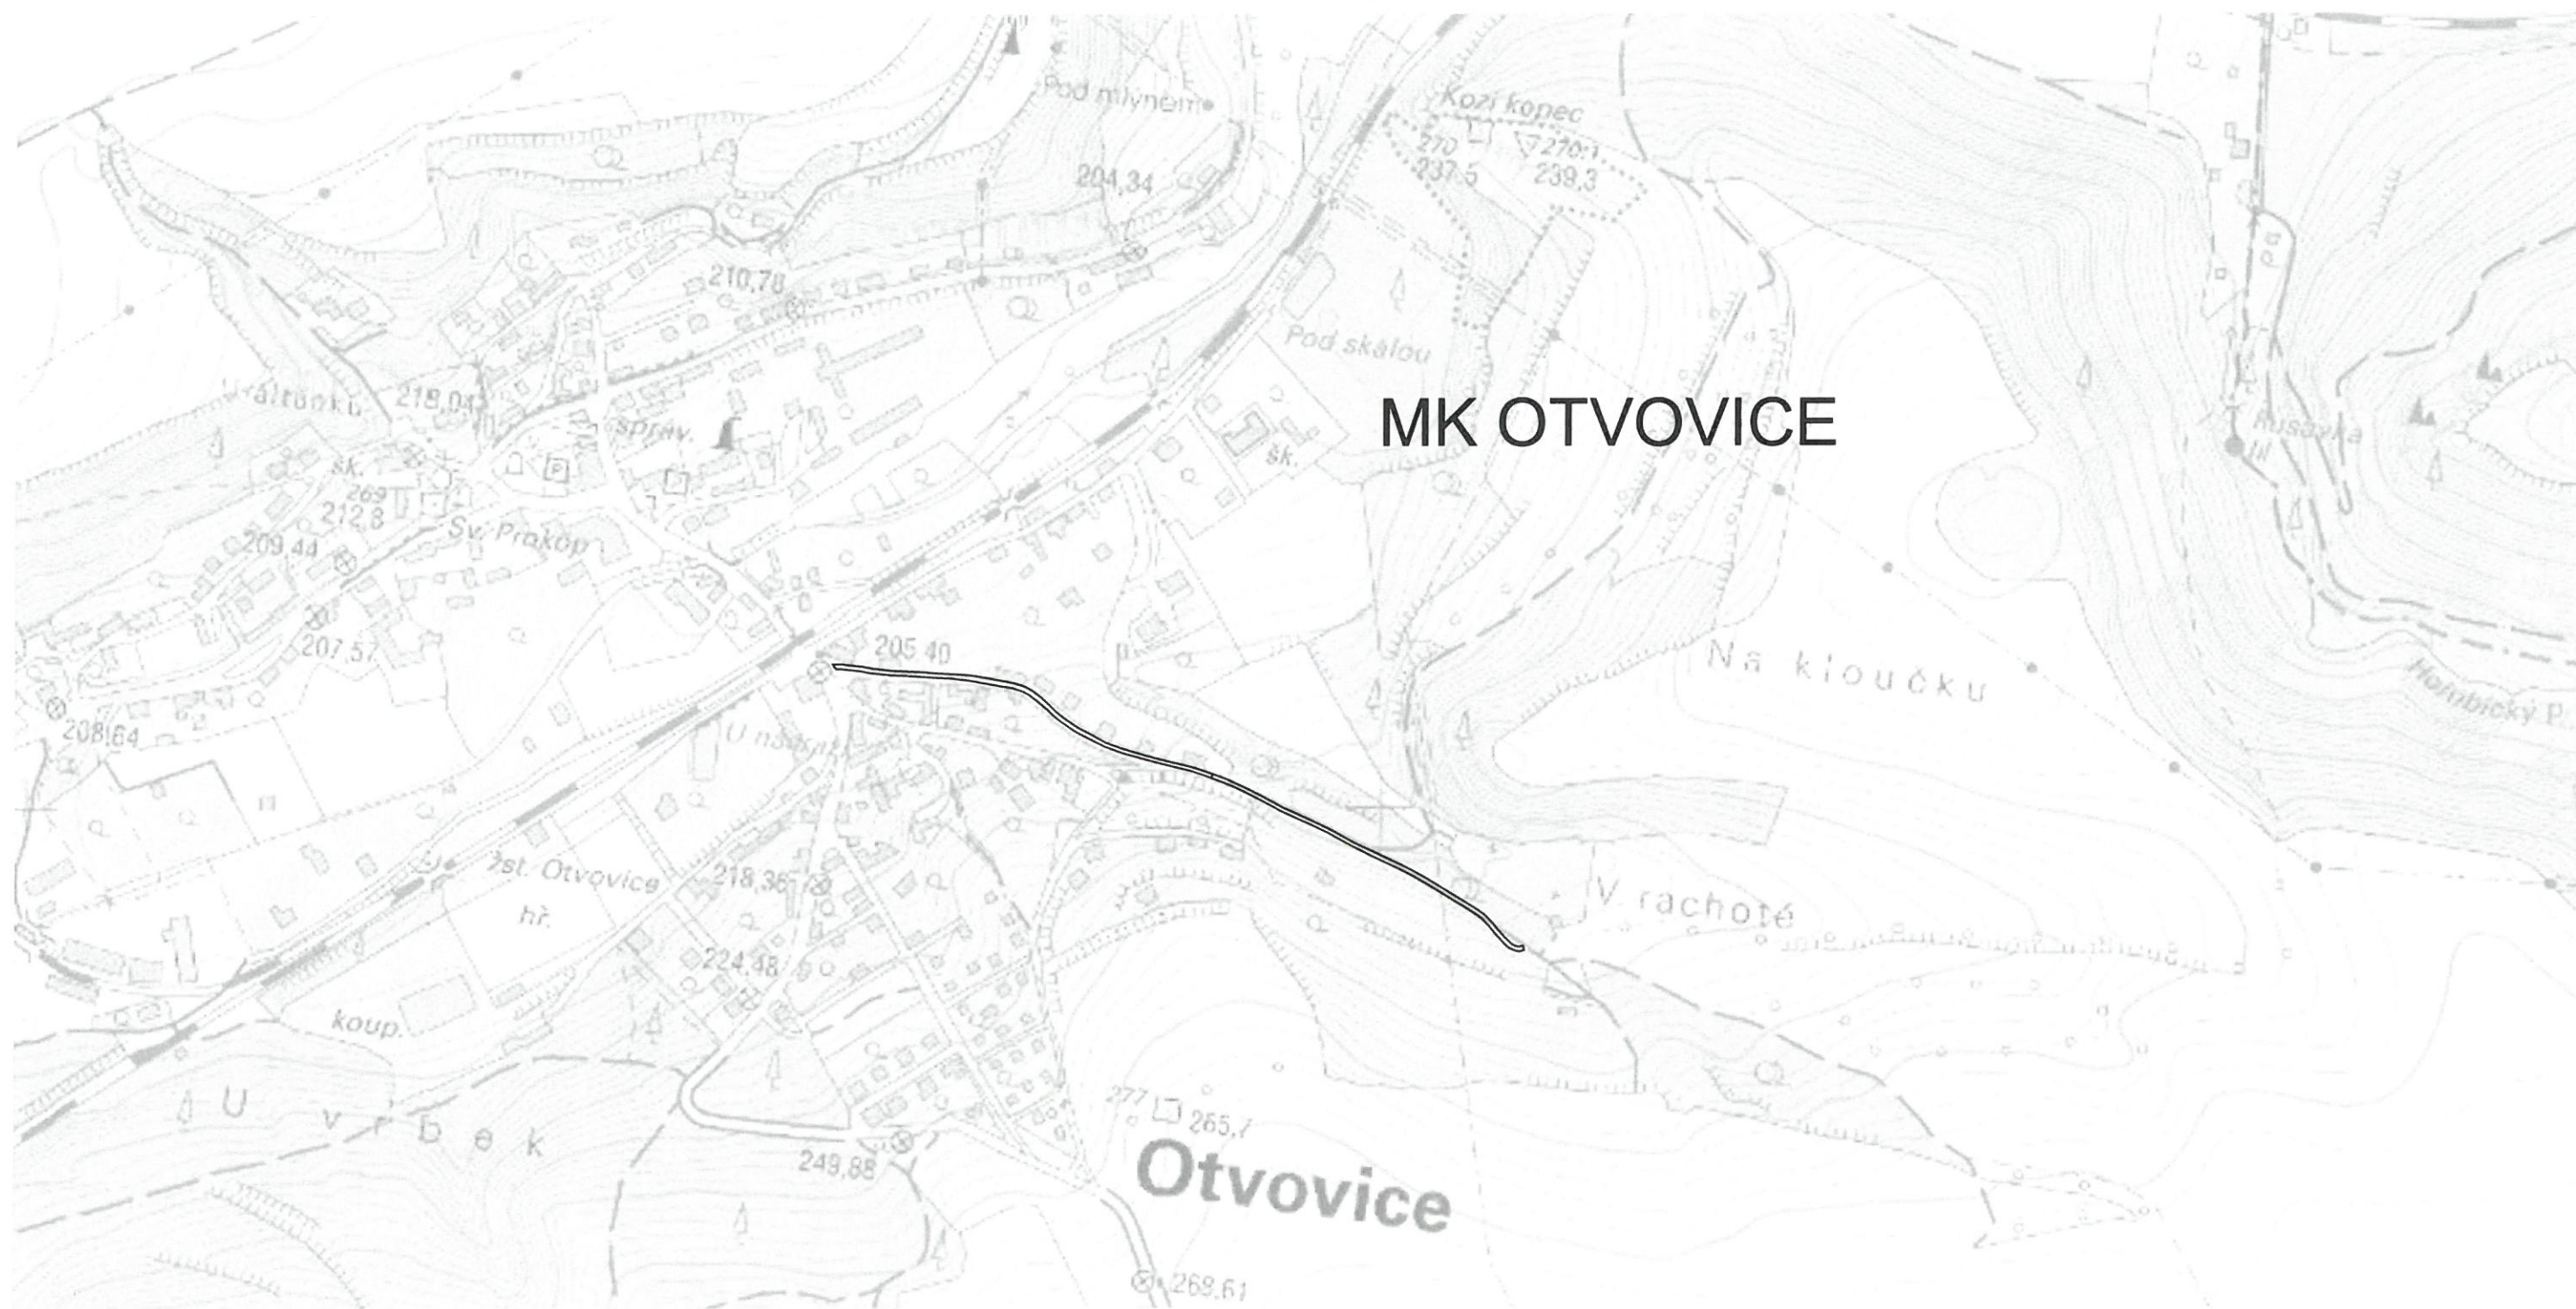 Pod mlýnem
Kozí kopec
270
270.1
237,5
239,3
204,34
210,78
Pod skálou
218,04
MK OTVOVICE
správ.
šk.
šk.
269
212,8
Sv. Prokop
209,44
207,57
205,40
Na kloučku
208,64
žst. Otvovice
hř.
218,36
V rachotě
224,48
koup.
U vrbek
277
265,7
249,88
Otvovice
268,61